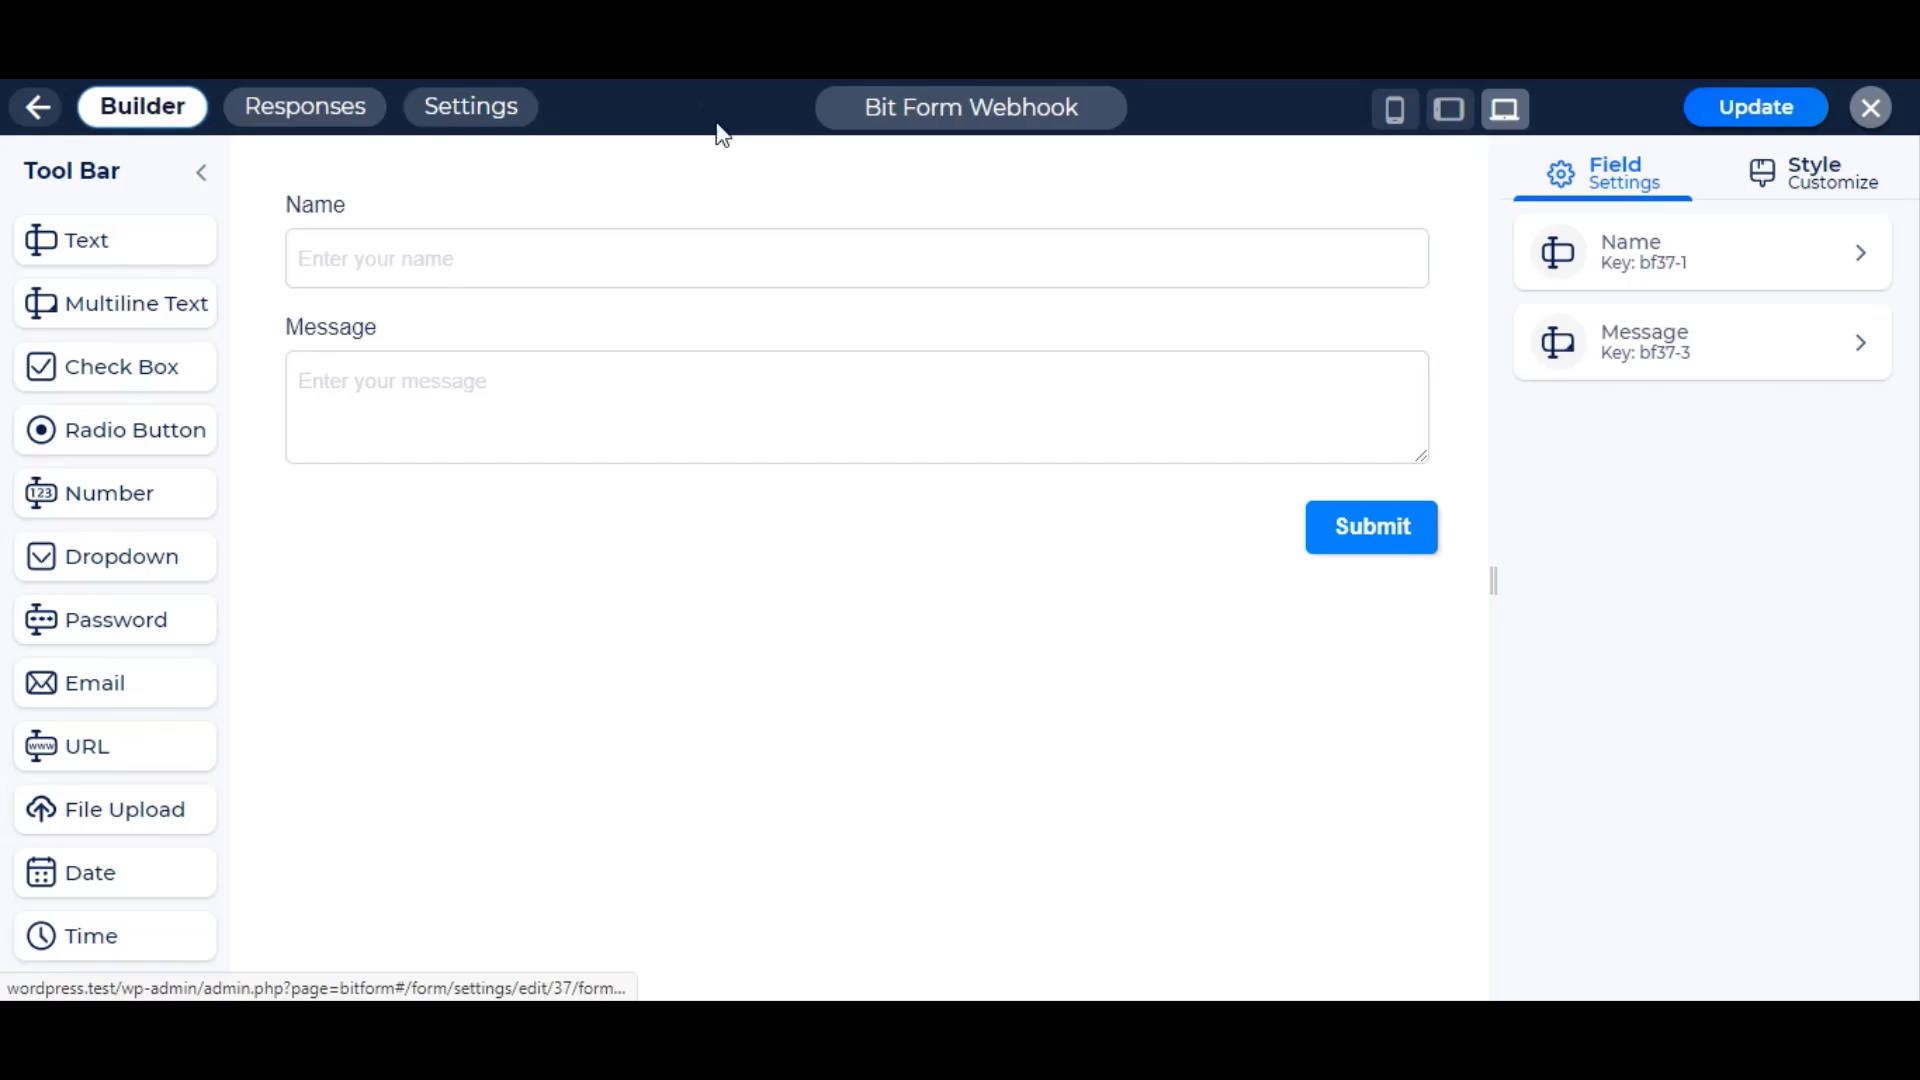 Builder
Responses
Settings
Bit Form Webhook
Update
Tool Bar
Text
Multiline Text
Check Box
Radio Button
123
Number
Dropdown
Password
Email
www
URL
File Upload
Date
Time
Name
Enter your name
Message
Enter your message
Submit
Field
Settings
Style
Customize
Name
Key: bf37-1
Message
Key: bf37-3
wordpress.test/wp-admin/admin.php?page=bitform#/form/settings/edit/37/form...